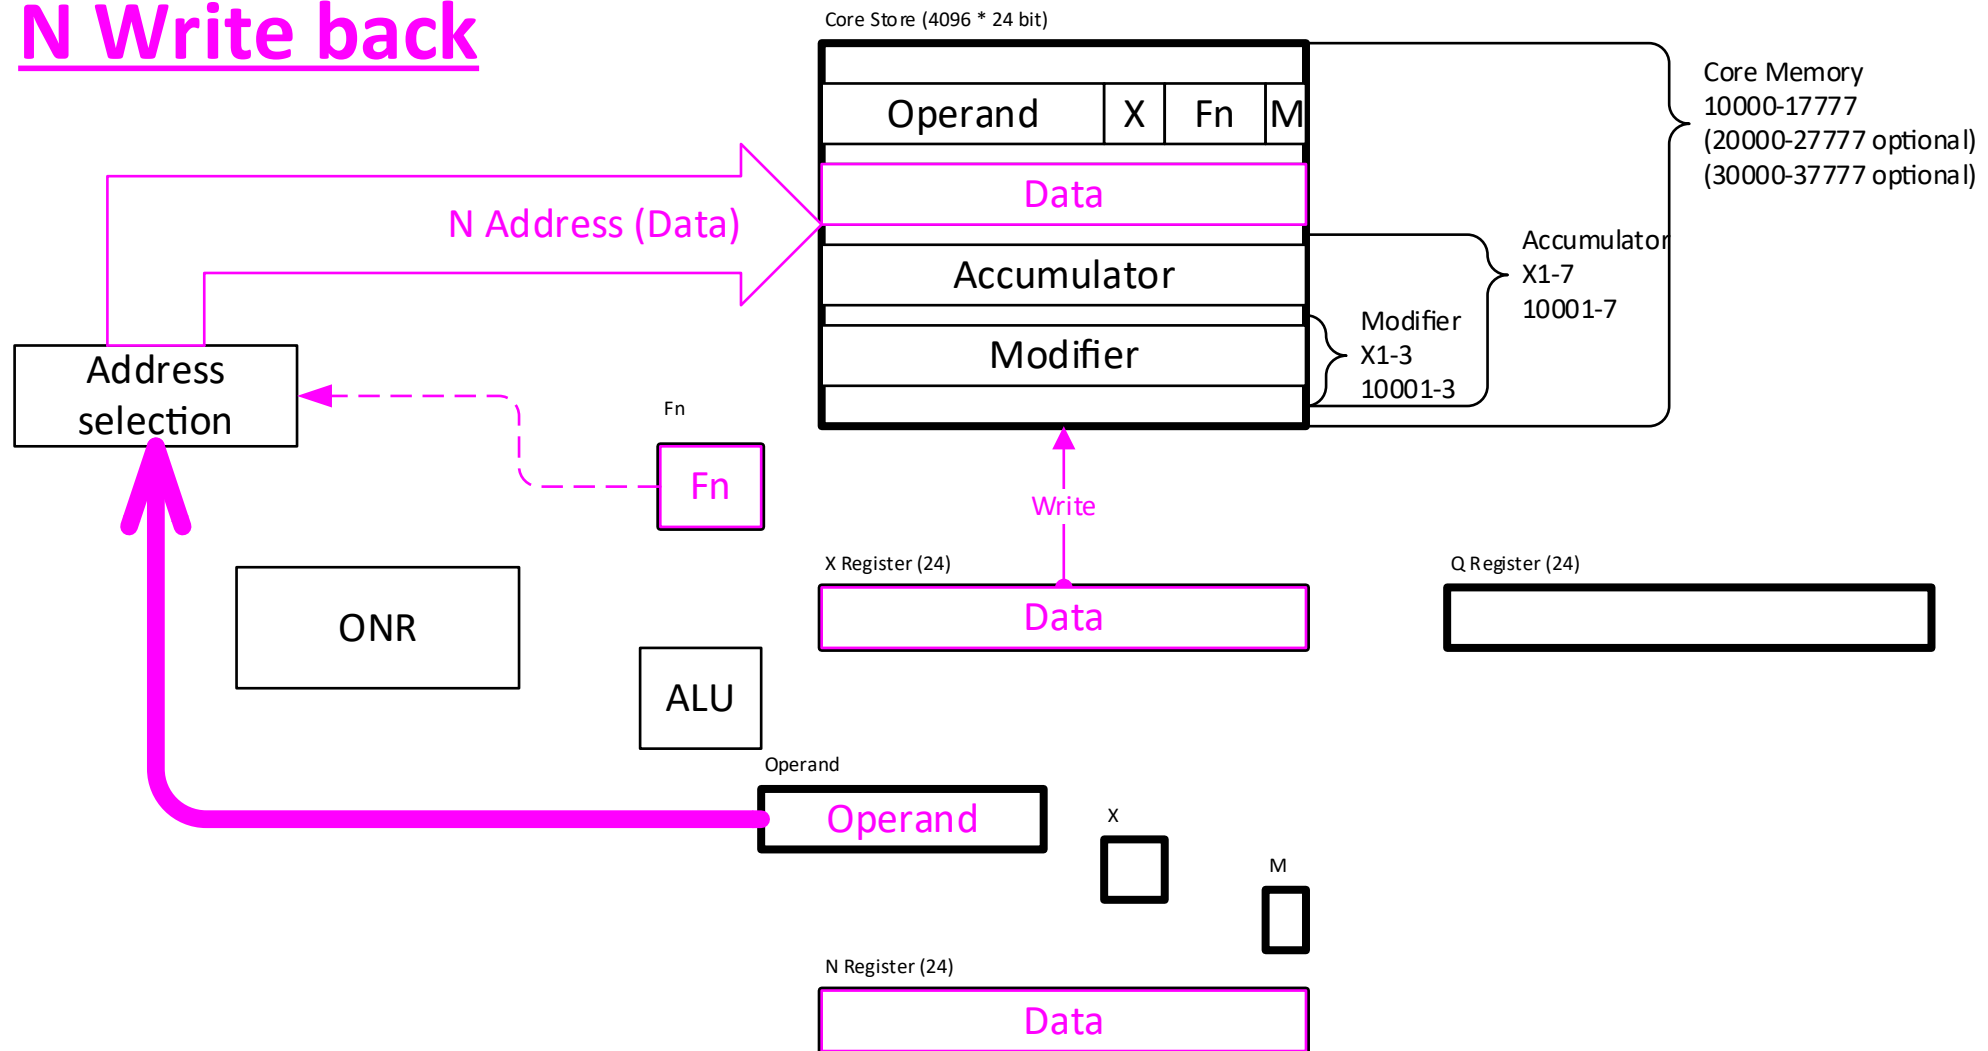 N Write back
Core Store (4096 * 24 bit)
Operand X Fn M
Data
Accumulator
Modifier
Core Memory
10000-17777
(20000-27777 optional)
(30000-37777 optional)
Accumulator
X1-7
10001-7
Modifier
X1-3
10001-3
N Address (Data)
Address
selection
Fn
Fn
Write
X Register (24)
Data
Q Register (24)
ONR
ALU
Operand
Operand
X
M
N Register (24)
Data